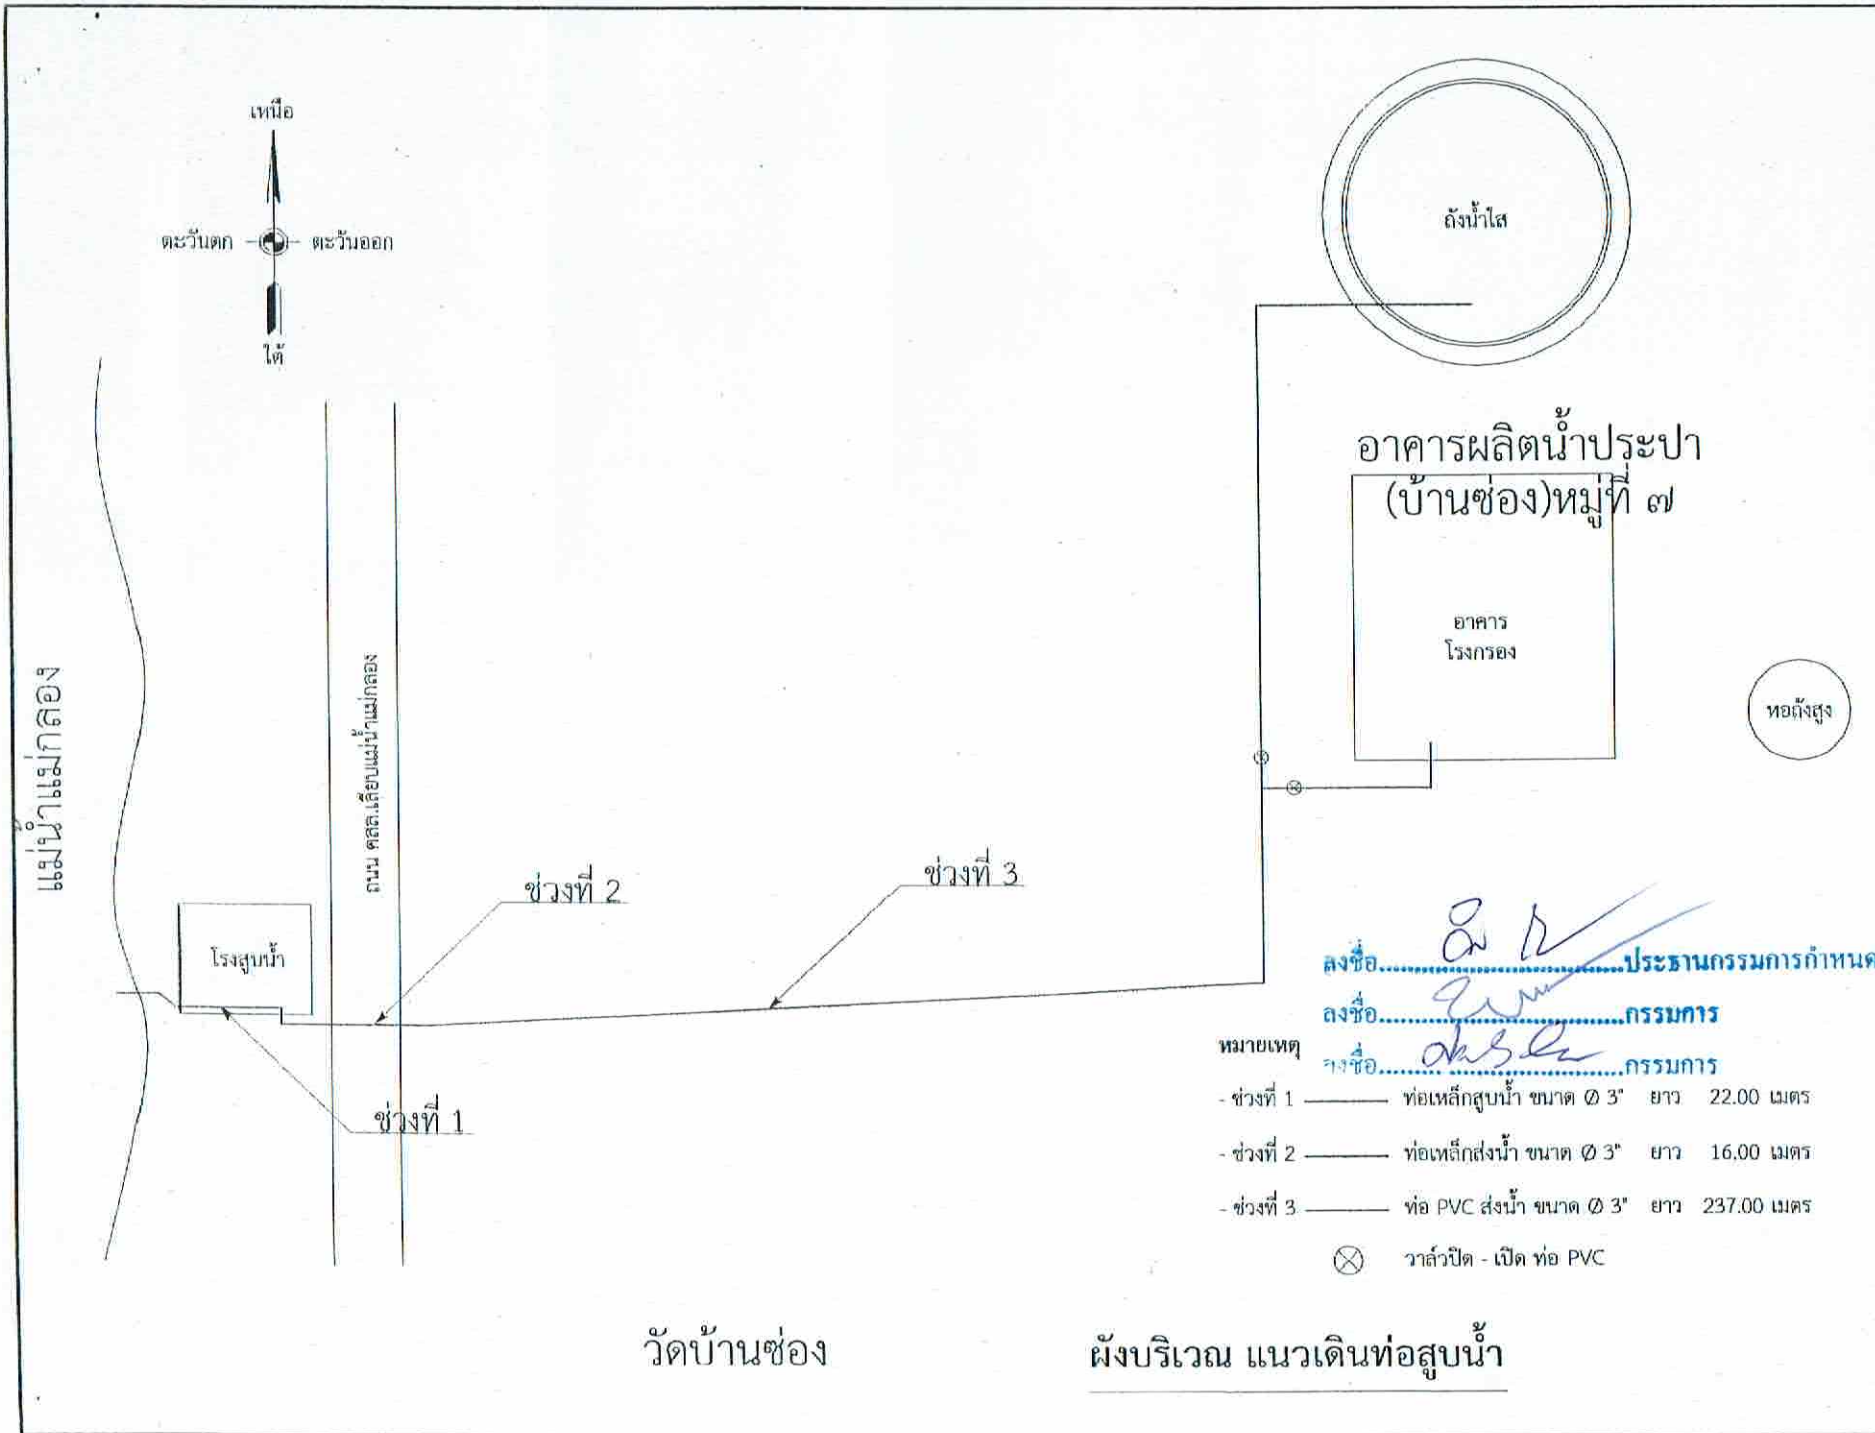 เหนือ
ตะวันตก
ตะวันออก
ใต้
ถังน้ำใส
อาคารผลิตน้ำประปา
(บ้านซ่อง)หมู่ที่ ๗
อาคาร
โรงกรอง
หอถังสูง
แม่น้ำแม่กลอง
ถนน คสล.เลียบแม่น้ำแม่กลอง
โรงสูบน้ำ
ช่วงที่ 2
ช่วงที่ 3
ช่วงที่ 1
ลงชื่อ..............................ประธานกรรมการกำหนด
ลงชื่อ..............................กรรมการ
ลงชื่อ..............................กรรมการ
หมายเหตุ
- ช่วงที่ 1 ท่อเหล็กสูบน้ำ ขนาด Ø 3" ยาว 22.00 เมตร
- ช่วงที่ 2 ท่อเหล็กส่งน้ำ ขนาด Ø 3" ยาว 16.00 เมตร
- ช่วงที่ 3 ท่อ PVC ส่งน้ำ ขนาด Ø 3" ยาว 237.00 เมตร
วาล์วปิด - เปิด ท่อ PVC
วัดบ้านซ่อง
ผังบริเวณ แนวเดินท่อสูบน้ำ